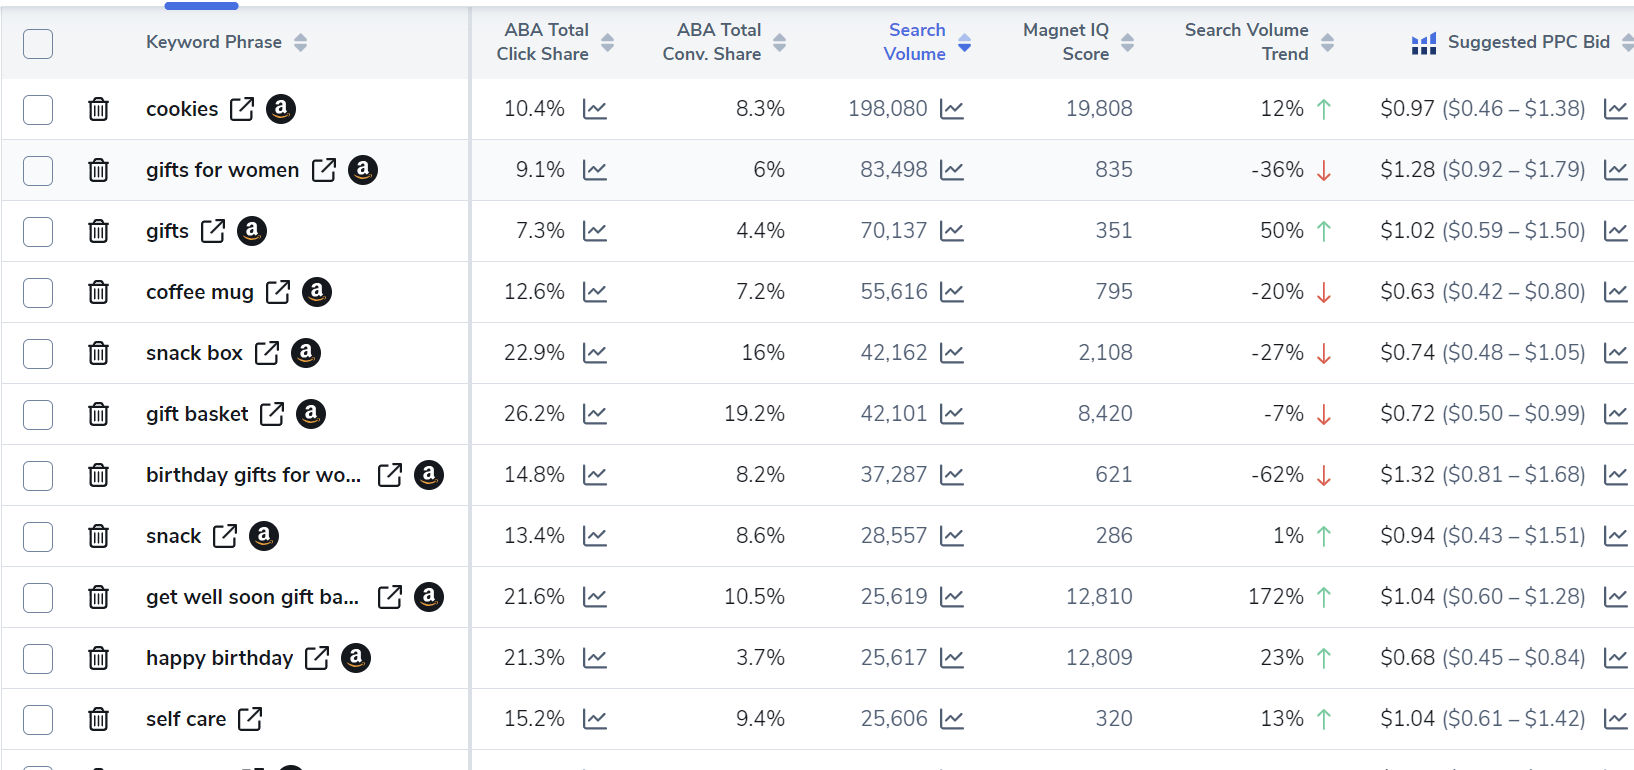 Keyword Phrase ABA Total Click Share ABA Total Conv. Share Search Volume Magnet IQ Score Search Volume Trend Suggested PPC Bid
cookies a 10.4% 8.3% 198,080 19,808 12% $0.97 ($0.46 – $1.38)
gifts for women a 9.1% 6% 83,498 835 -36% $1.28 ($0.92 – $1.79)
gifts a 7.3% 4.4% 70,137 351 50% $1.02 ($0.59 – $1.50)
coffee mug a 12.6% 7.2% 55,616 795 -20% $0.63 ($0.42 – $0.80)
snack box a 22.9% 16% 42,162 2,108 -27% $0.74 ($0.48 – $1.05)
gift basket a 26.2% 19.2% 42,101 8,420 -7% $0.72 ($0.50 – $0.99)
birthday gifts for wo... a 14.8% 8.2% 37,287 621 -62% $1.32 ($0.81 – $1.68)
snack a 13.4% 8.6% 28,557 286 1% $0.94 ($0.43 – $1.51)
get well soon gift ba... a 21.6% 10.5% 25,619 12,810 172% $1.04 ($0.60 – $1.28)
happy birthday a 21.3% 3.7% 25,617 12,809 23% $0.68 ($0.45 – $0.84)
self care 15.2% 9.4% 25,606 320 13% $1.04 ($0.61 – $1.42)